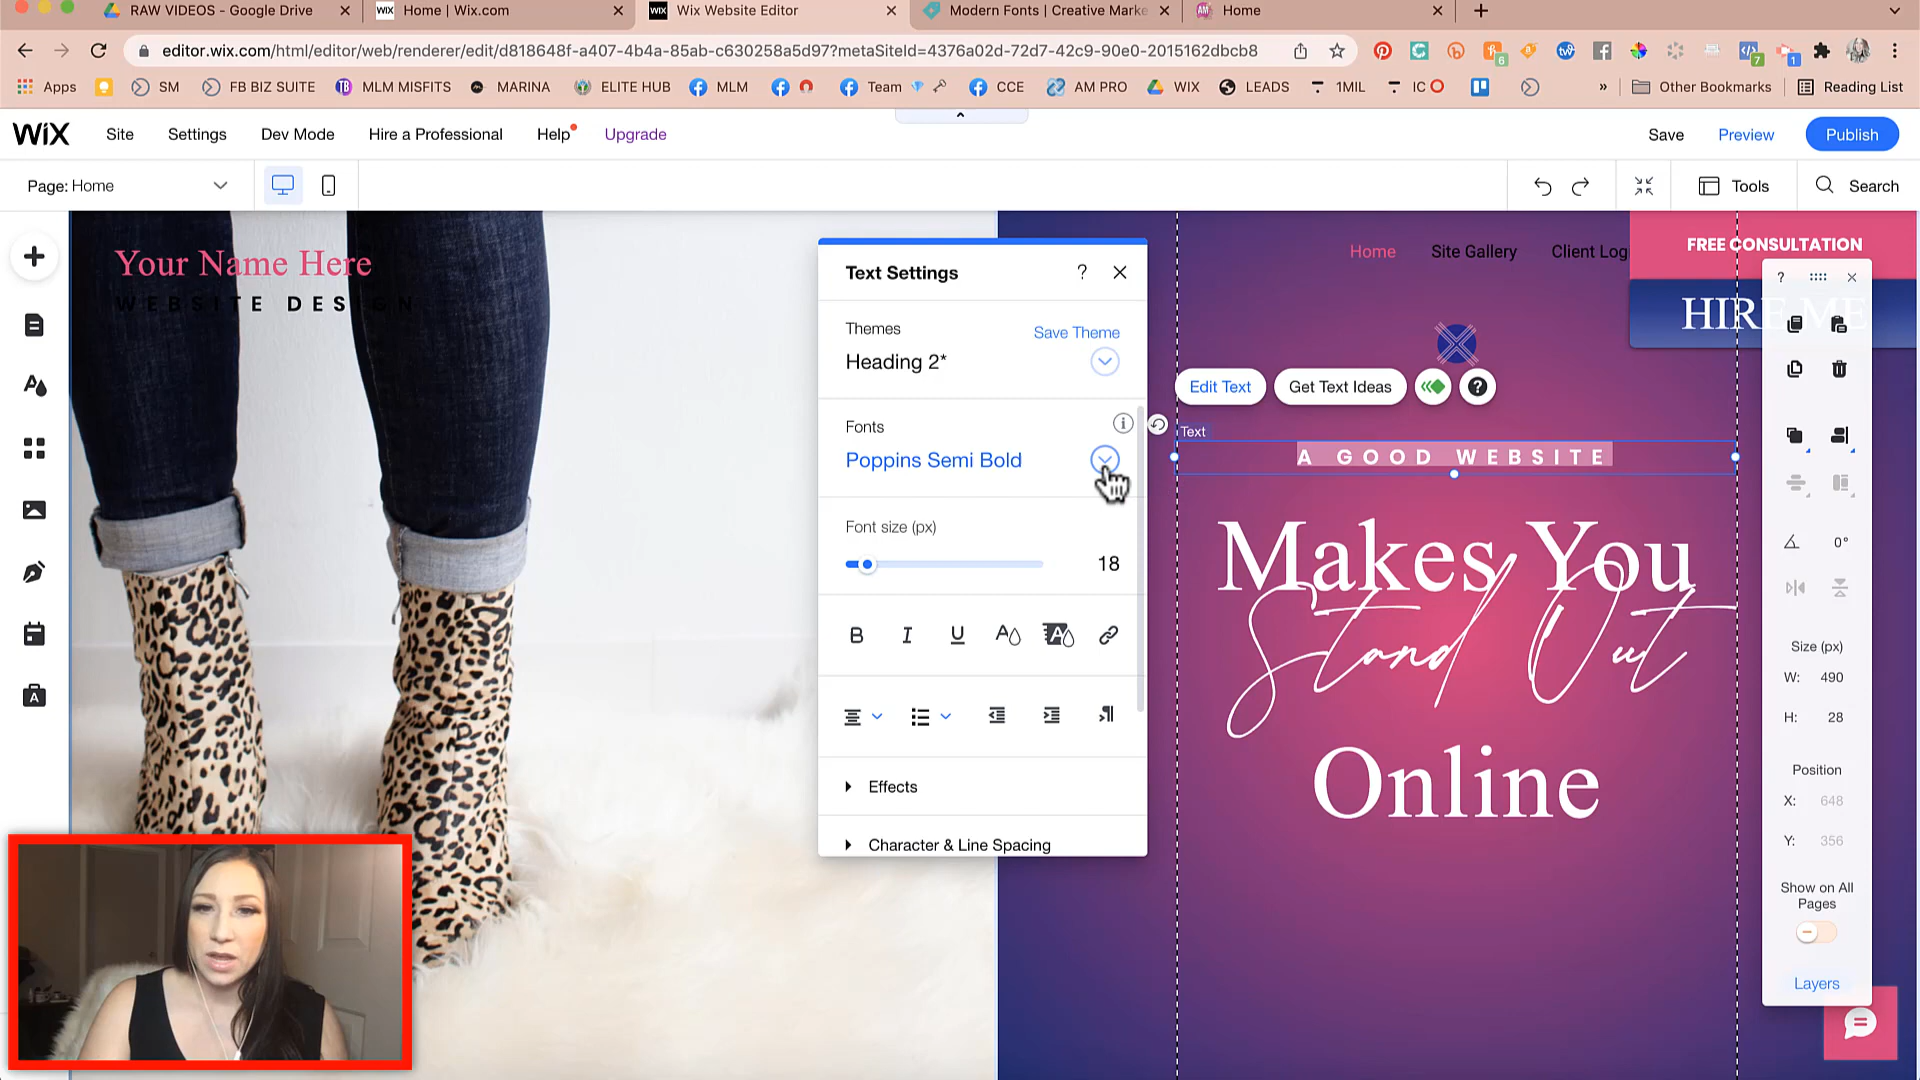 RAW VIDEOS - Google Drive
Home | Wix.com
Wix Website Editor
Modern Fonts | Creative Marke
Home
editor.wix.com/html/editor/web/renderer/edit/d818648f-a407-4b4a-85ab-c630258a5d97?metaSiteId=4376a02d-72d7-42c9-90e0-2015162dbcb8
6
7
1
Apps
SM
FB BIZ SUITE
MLM MISFITS
MARINA
ELITE HUB
MLM
Team
CCE
AM PRO
WIX
LEADS
1MIL
IC
»
Other Bookmarks
Reading List
WiX
Site
Settings
Dev Mode
Hire a Professional
Help
Upgrade
Save
Preview
Publish
Page: Home
Tools
Search
Your Name Here
WEBSITE DESIGN
Home
Site Gallery
Client Log
FREE CONSULTATION
HIRE ME
Text Settings
?
Themes
Save Theme
Heading 2*
Fonts
Poppins Semi Bold
Font size (px)
18
B
I
U
Effects
Character & Line Spacing
Edit Text
Get Text Ideas
?
Text
A GOOD WEBSITE
Makes You
Stand Out
Online
?
0°
Size (px)
W: 490
H: 28
Position
X: 648
Y: 356
Show on All
Pages
Layers